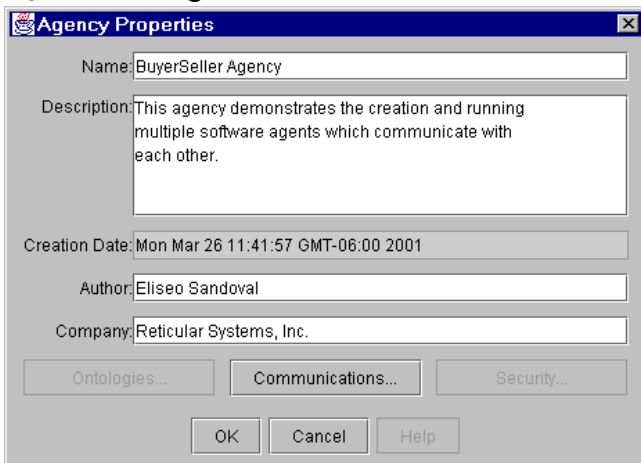 Agency Properties
Name: BuyerSeller Agency
Description: This agency demonstrates the creation and running
multiple software agents which communicate with
each other.
Creation Date: Mon Mar 26 11:41:57 GMT-06:00 2001
Author: Eliseo Sandoval
Company: Reticular Systems, Inc.
Ontologies... Communications... Security...
OK Cancel Help